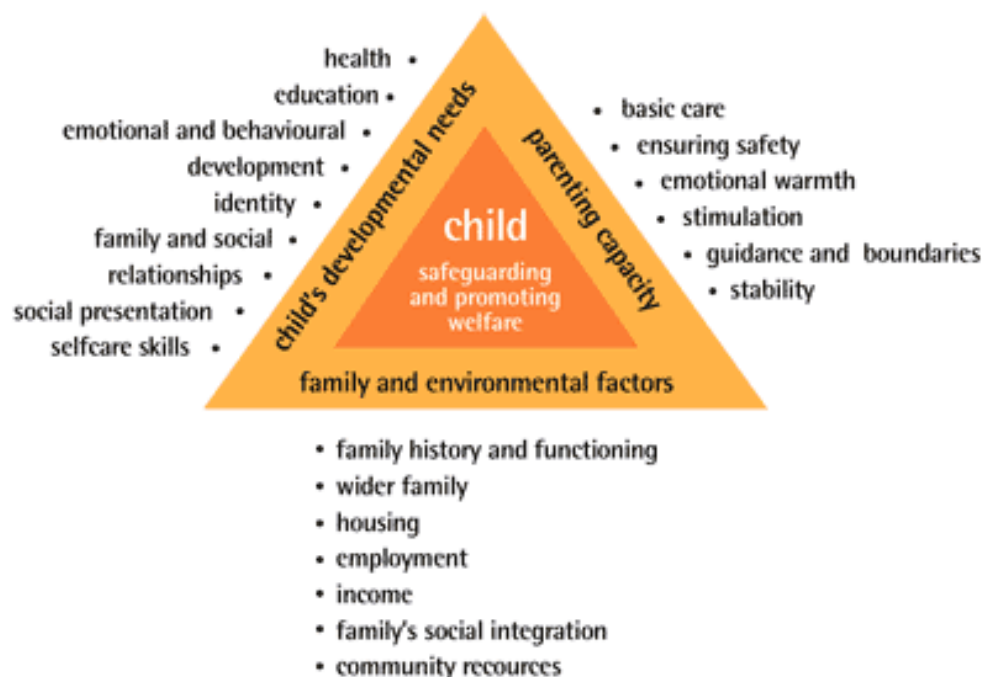 health •
education •
emotional and behavioural •
development •
identity •
family and social •
relationships •
social presentation •
selfcare skills •
child's developmental needs
child
safeguarding
and promoting
welfare
parenting capacity
• basic care
• ensuring safety
• emotional warmth
• stimulation
• guidance and boundaries
• stability
family and environmental factors
• family history and functioning
• wider family
• housing
• employment
• income
• family's social integration
• community recources